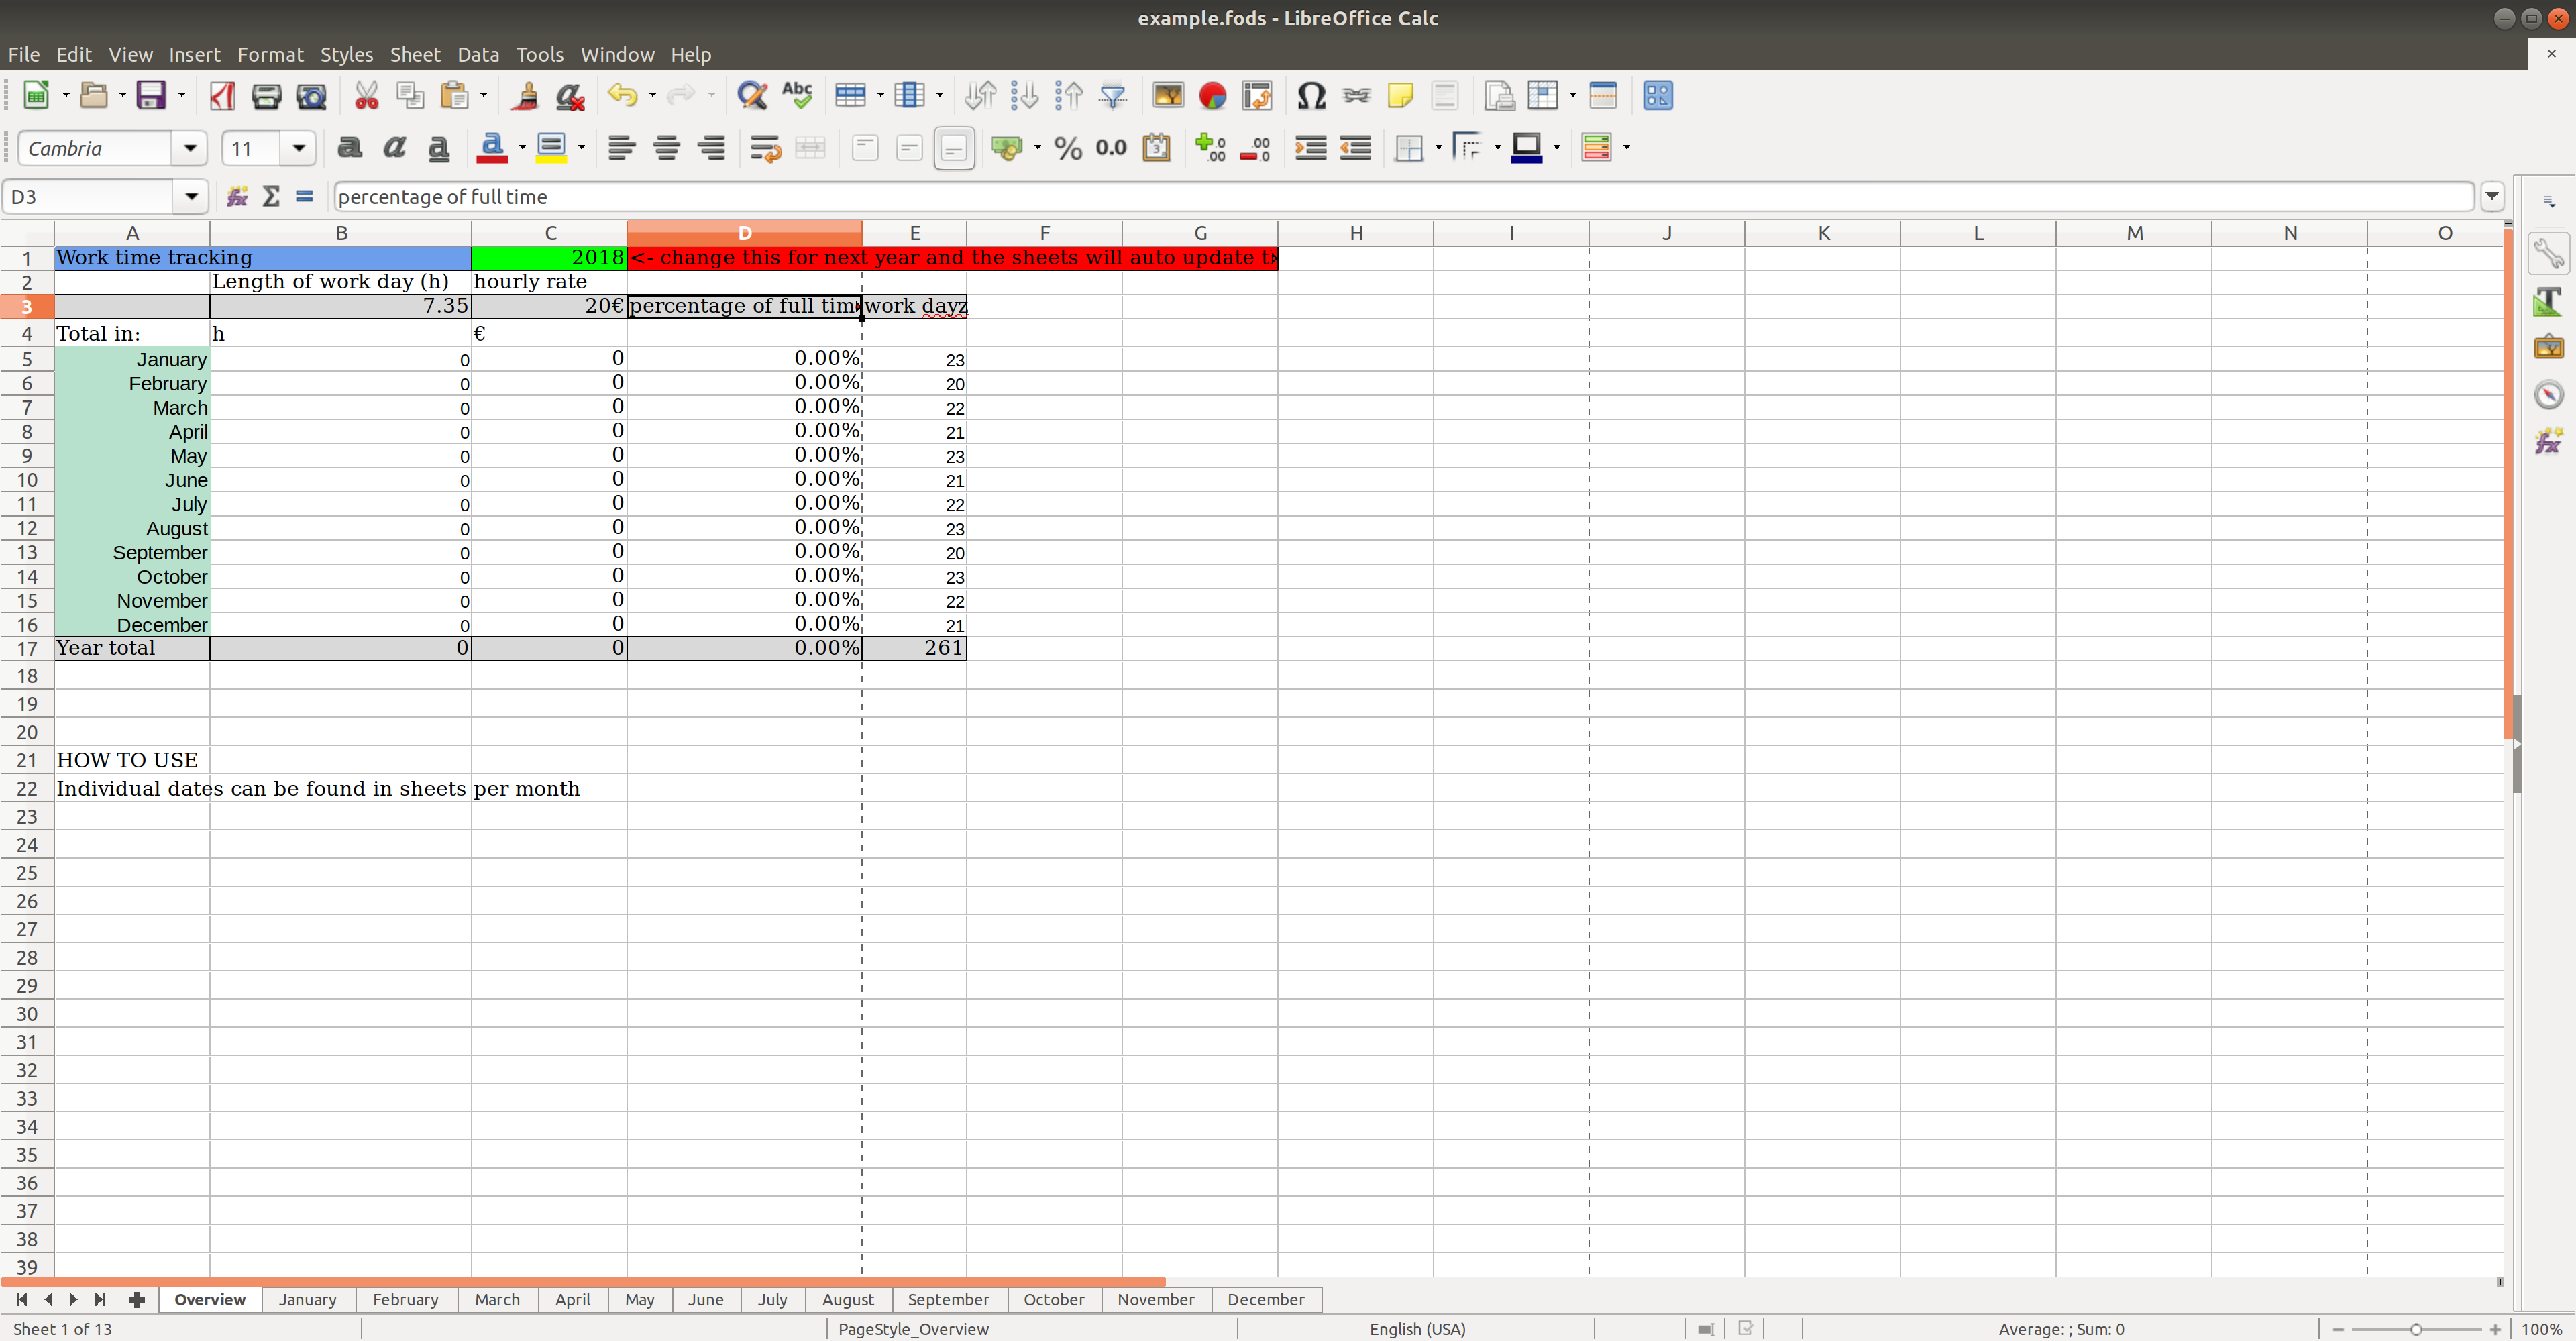 example.fods - LibreOffice Calc
File Edit View Insert Format Styles Sheet Data Tools Window Help
Abc
Cambria 11 a a a a % 0.0 3 .0 .00 .00 .0
D3 fx Σ = percentage of full time
A B C D E F G H I J K L M N O
1 Work time tracking 2018 <- change this for next year and the sheets will auto update t
2 Length of work day (h) hourly rate
3 7.35 20€ percentage of full tim work dayz
4 Total in: h €
5 January 0 0 0.00% 23
6 February 0 0 0.00% 20
7 March 0 0 0.00% 22
8 April 0 0 0.00% 21
9 May 0 0 0.00% 23
10 June 0 0 0.00% 21
11 July 0 0 0.00% 22
12 August 0 0 0.00% 23
13 September 0 0 0.00% 20
14 October 0 0 0.00% 23
15 November 0 0 0.00% 22
16 December 0 0 0.00% 21
17 Year total 0 0 0.00% 261
18
19
20
21 HOW TO USE
22 Individual dates can be found in sheets per month
23
24
25
26
27
28
29
30
31
32
33
34
35
36
37
38
39
Overview January February March April May June July August September October November December
Sheet 1 of 13 PageStyle_Overview English (USA) Average: ; Sum: 0 100%